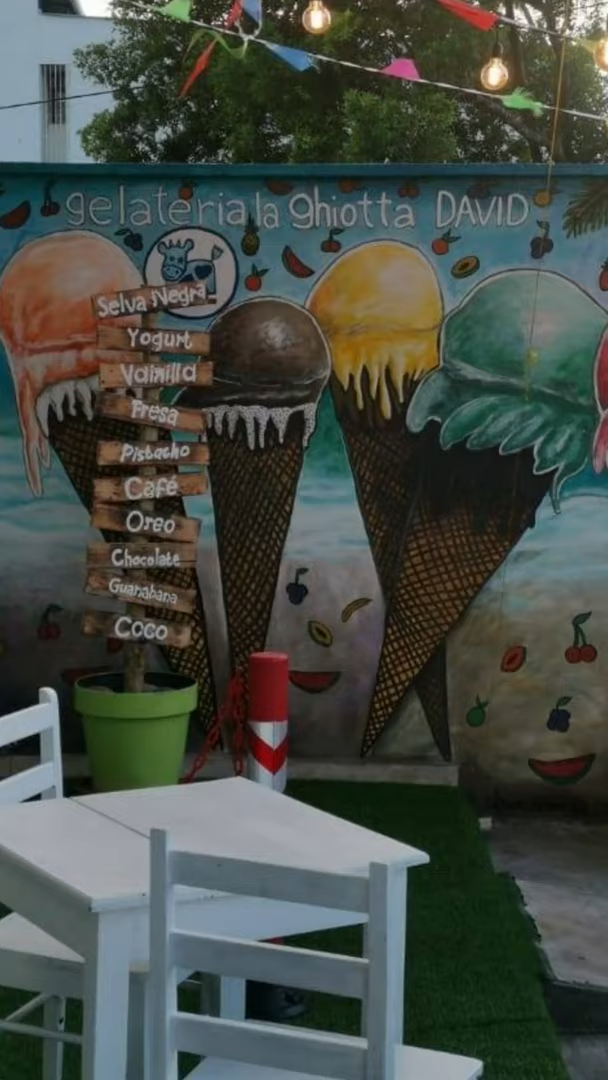 gelateria la ghiotta DAVID
Selva Negra
Yogurt
Vainilla
Fresa
Pistacho
Café
Oreo
Chocolate
Guanabana
Coco